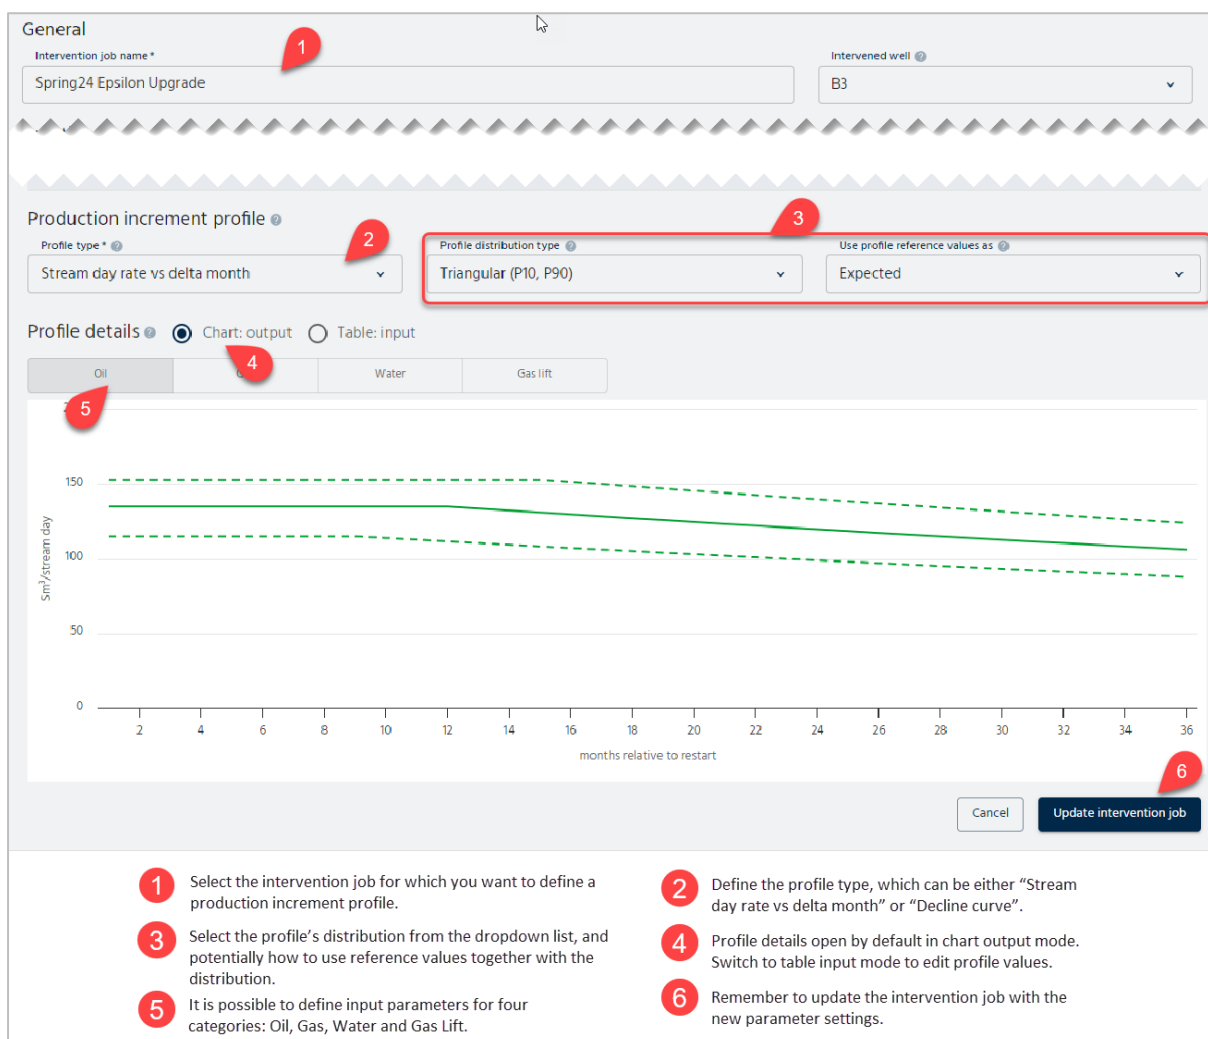 General
1
Intervention job name *
Intervened well
Spring24 Epsilon Upgrade
B3
Production increment profile
2
3
Profile type *
Profile distribution type
Use profile reference values as
Stream day rate vs delta month
Triangular (P10, P90)
Expected
Profile details
Chart: output
Table: input
4
Oil
Water
Gas lift
5
150
100
50
0
Sm³/stream day
2 4 6 8 10 12 14 16 18 20 22 24 26 28 30 32 34 36
months relative to restart
6
Cancel
Update intervention job
1 Select the intervention job for which you want to define a
production increment profile.
2 Define the profile type, which can be either “Stream
day rate vs delta month” or “Decline curve”.
3 Select the profile’s distribution from the dropdown list, and
potentially how to use reference values together with the
distribution.
4 Profile details open by default in chart output mode.
Switch to table input mode to edit profile values.
5 It is possible to define input parameters for four
categories: Oil, Gas, Water and Gas Lift.
6 Remember to update the intervention job with the
new parameter settings.